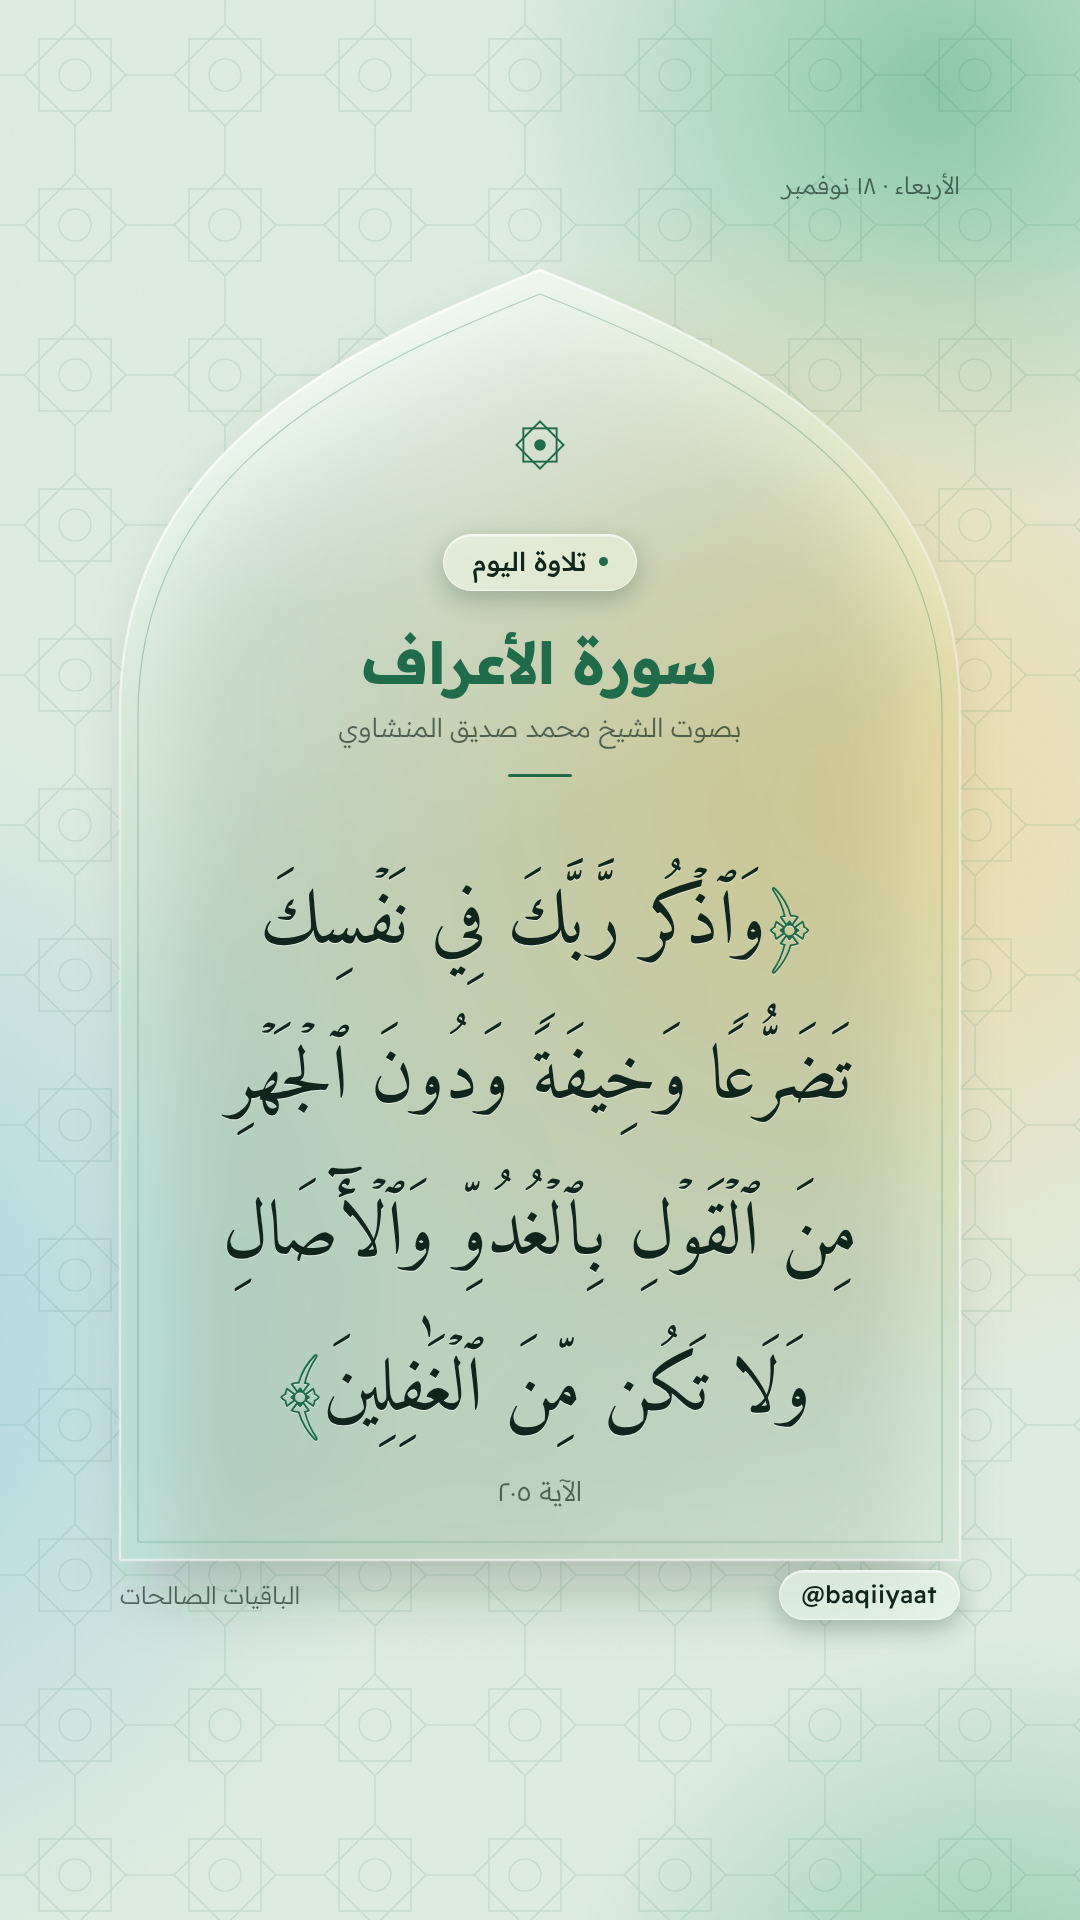 الأربعاء · ١٨ نوفمبر
تلاوة اليوم
سورة الأعراف
بصوت الشيخ محمد صديق المنشاوي
﴿وَٱذۡكُر رَّبَّكَ فِي نَفۡسِكَ
تَضَرُّعٗا وَخِيفَةٗ وَدُونَ ٱلۡجَهۡرِ
مِنَ ٱلۡقَوۡلِ بِٱلۡغُدُوِّ وَٱلۡأٓصَالِ
وَلَا تَكُن مِّنَ ٱلۡغَٰفِلِينَ﴾
الآية ٢٠٥
@baqiiyaat
الباقيات الصالحات